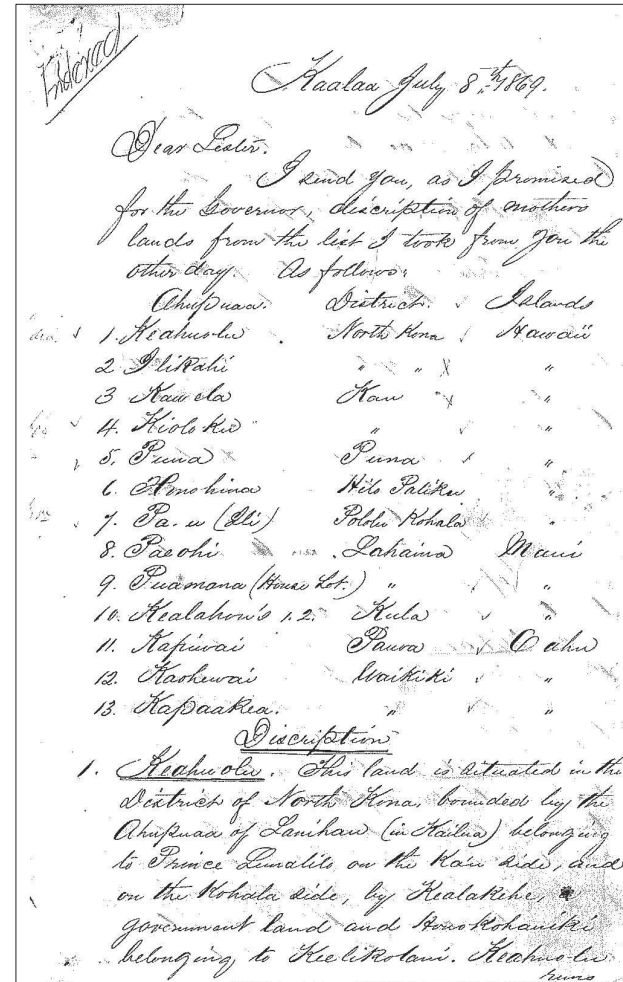 Indexed
Kaalaa July 8th, 1869.
Dear Sister.
I send you, as I promised
for the Governor, discription of mothers
lands from the list I took from you the
other day. As follows,
Ahupuaa. District. Islands
1. Keahuolu North Kona Hawaii
2 Ilikahi " " "
3 Kawela Kau "
4. Kioloku " "
5. Puna Puna "
6. Honohina Hilo Paliku "
7. Pa-u (Ili) Pololu Kohala "
8. Paeohi Lahaina Maui
9. Puamana (House Lot.) " "
10. Kealahou's 1.2. Kula "
11. Kapuwai Pauoa Oahu
12. Kaohewai Waikiki "
13. Kapaakea. " "
Discription
1. Keahuolu. This land is situated in the
District of North Kona, bounded by the
Ahupuaa of Lanihau (in Kailua) belonging
to Prince Lunalilo on the Kau side, and
on the Kohala side, by Kealakehe, a
government land and Honokohauiki
belonging to Keelikolani. Keahuolu
runs